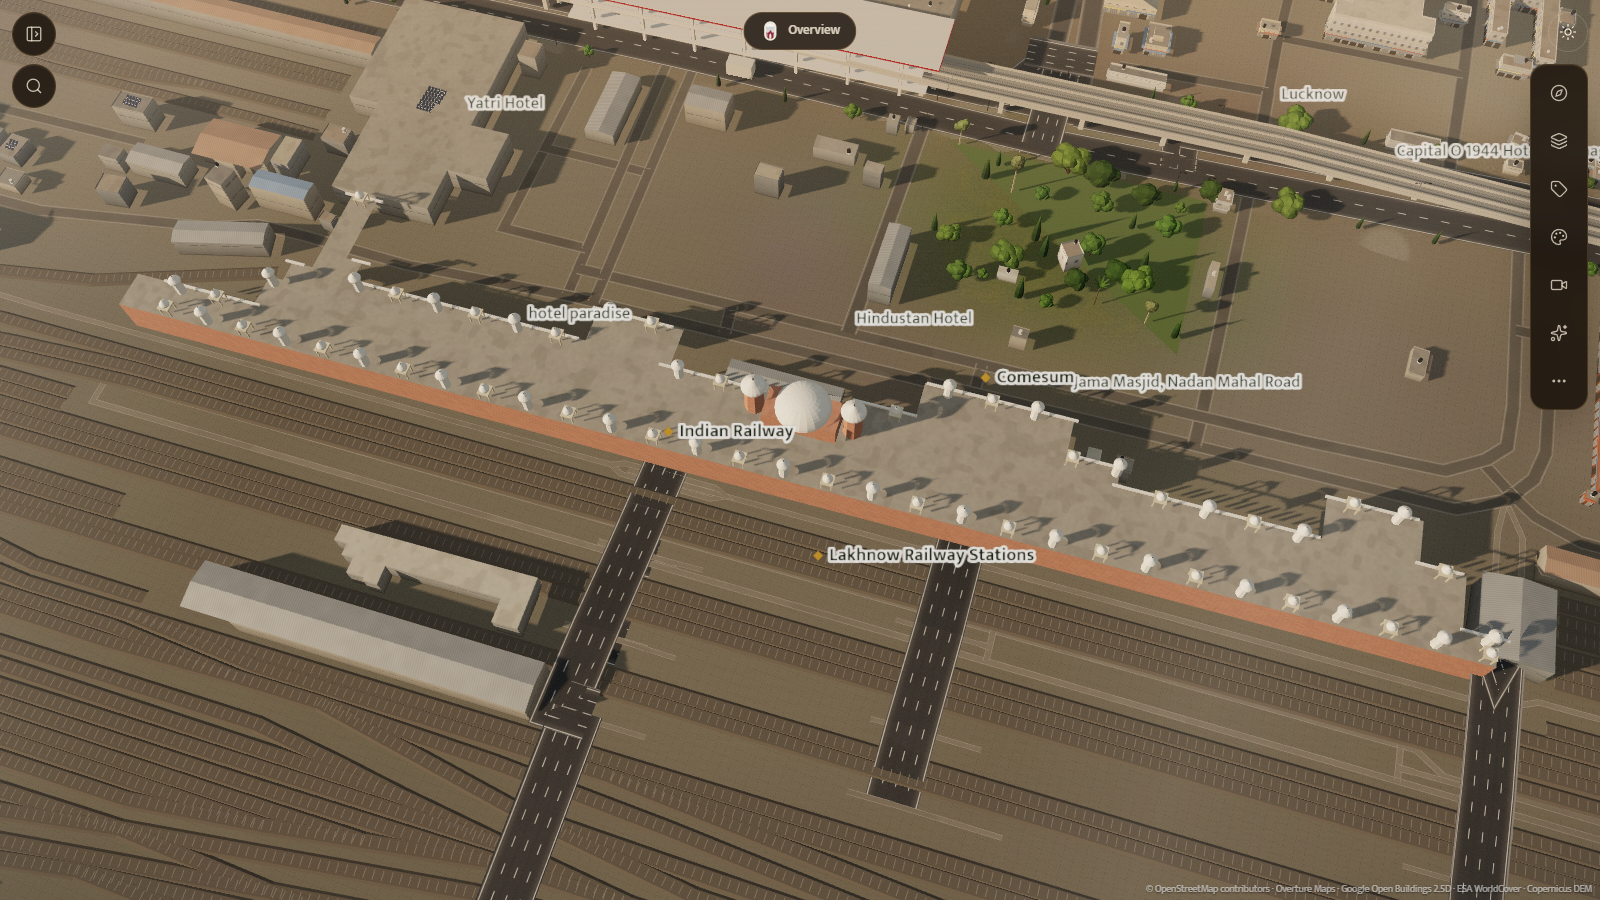 Overview
Yatri Hotel
Lucknow
Capital O 1944 Hot
hotel paradise
Hindustan Hotel
Comesum
Jama Masjid, Nadan Mahal Road
Indian Railway
Lakhnow Railway Stations
© OpenStreetMap contributors · Overture Maps · Google Open Buildings 2.5D · ESA WorldCover · Copernicus DEM